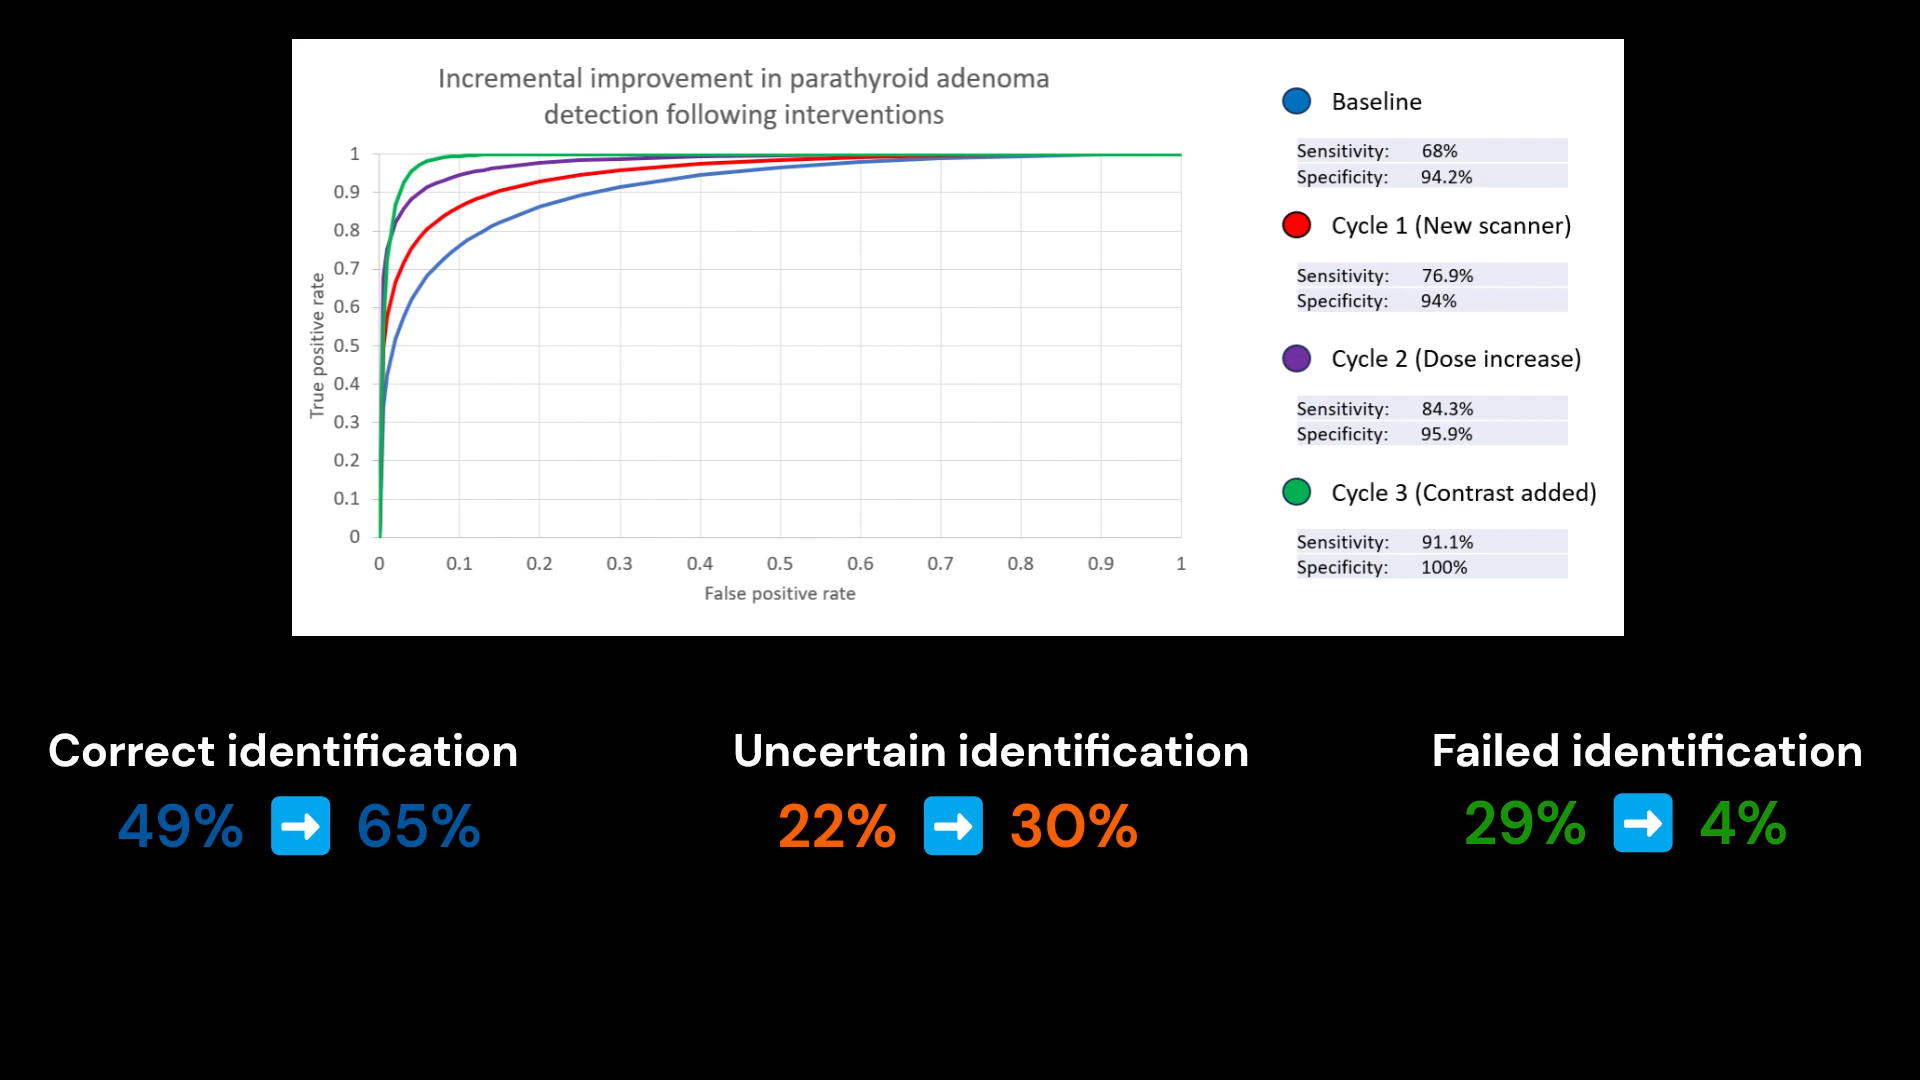 Incremental improvement in parathyroid adenoma
detection following interventions
True positive rate
1
0.9
0.8
0.7
0.6
0.5
0.4
0.3
0.2
0.1
0
0 0.1 0.2 0.3 0.4 0.5 0.6 0.7 0.8 0.9 1
False positive rate
Baseline
Sensitivity: 68%
Specificity: 94.2%
Cycle 1 (New scanner)
Sensitivity: 76.9%
Specificity: 94%
Cycle 2 (Dose increase)
Sensitivity: 84.3%
Specificity: 95.9%
Cycle 3 (Contrast added)
Sensitivity: 91.1%
Specificity: 100%
Correct identification
49% ➡ 65%
Uncertain identification
22% ➡ 30%
Failed identification
29% ➡ 4%